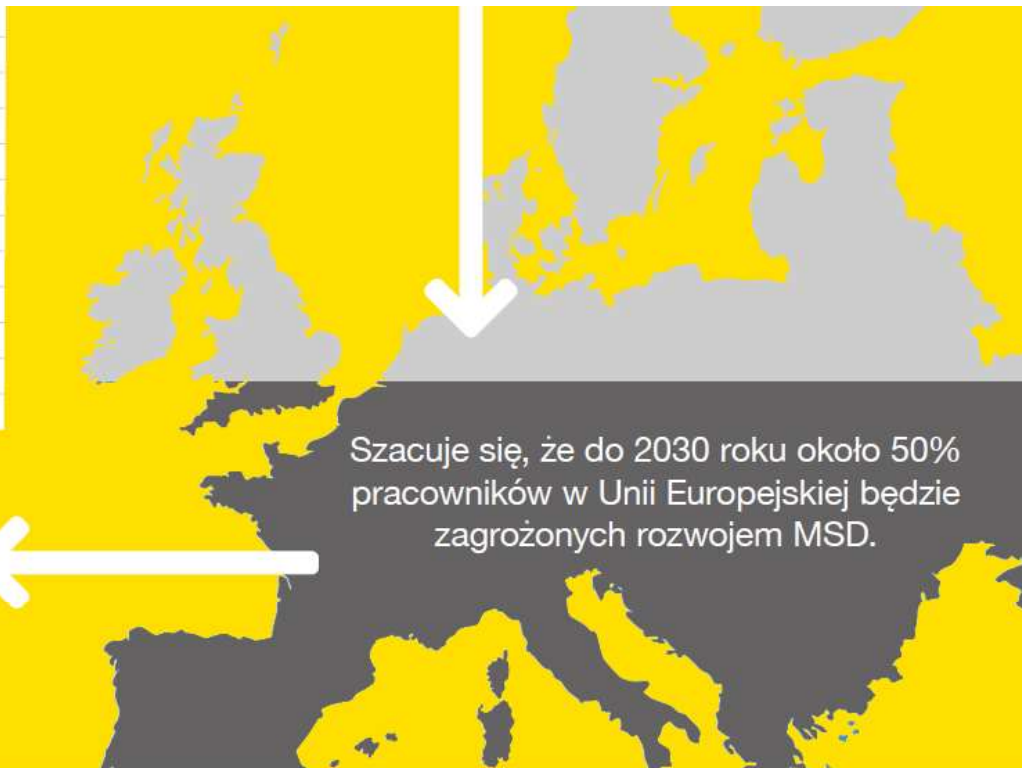 Szacuje się, że do 2030 roku około 50%
pracowników w Unii Europejskiej będzie
zagrożonych rozwojem MSD.